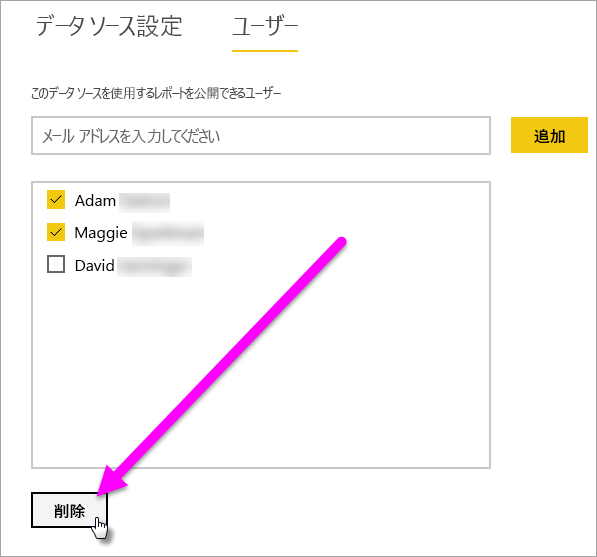 データ ソース設定 ユーザー
このデータ ソースを使用するレポートを公開できるユーザー
メール アドレスを入力してください 追加
Adam
Maggie
David
削除